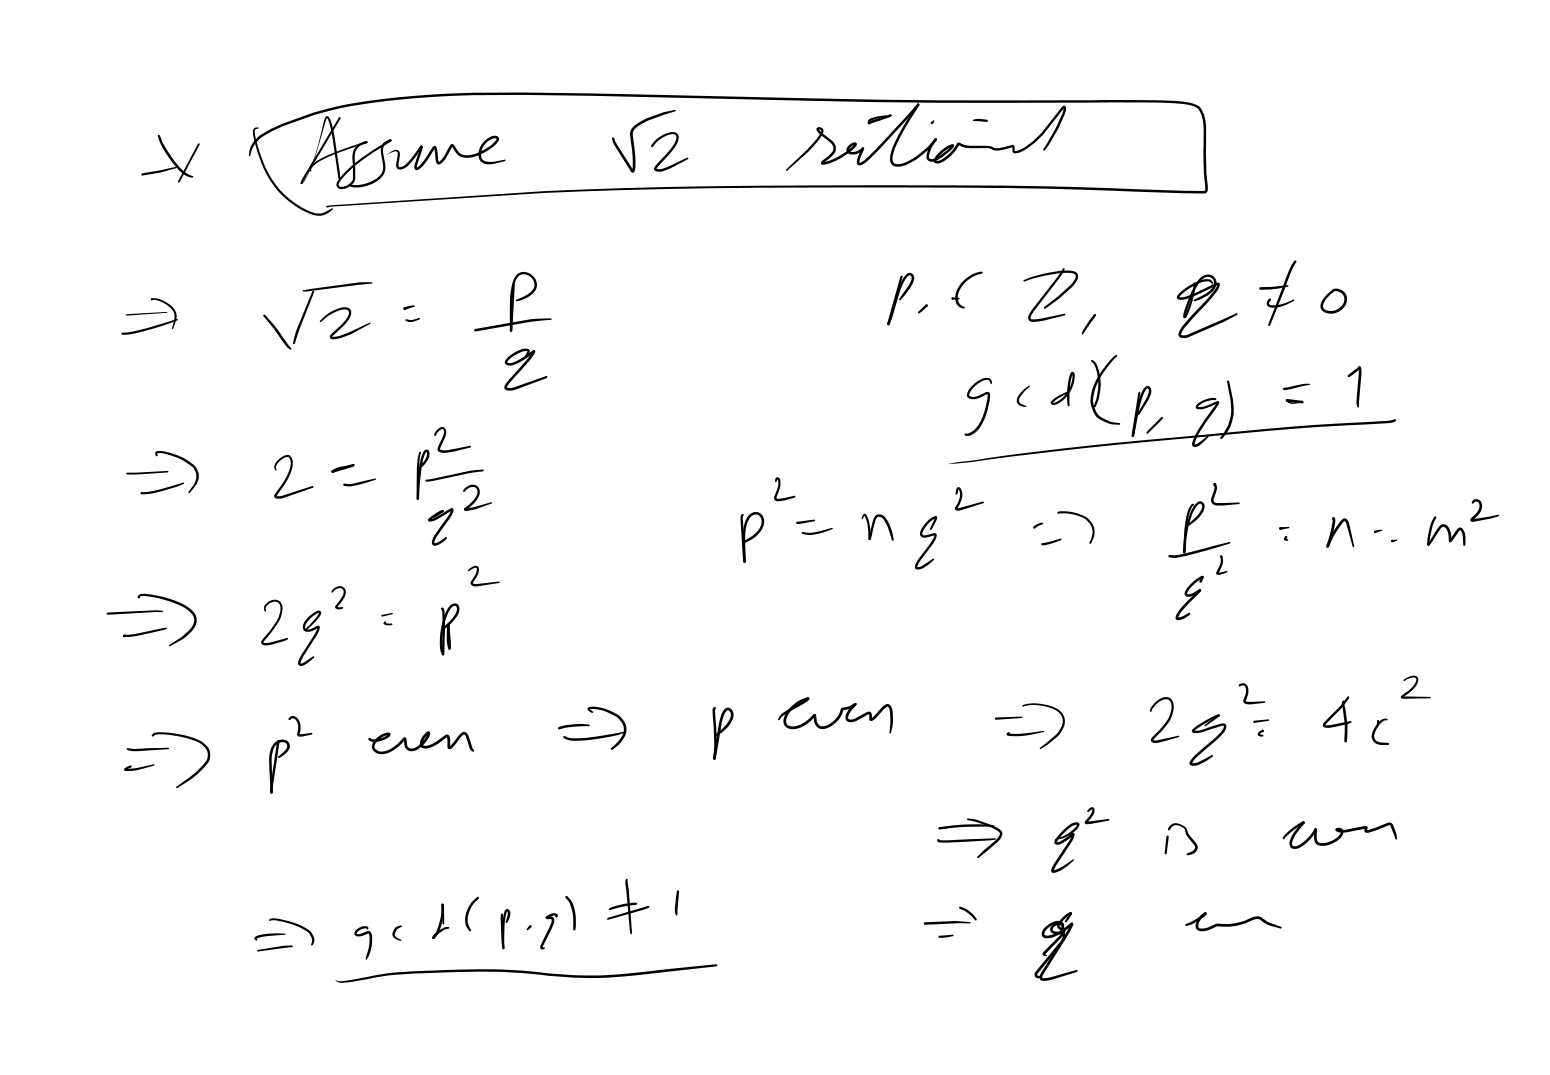 Assume √2 rational
⇒ √2 = p/q p, ∈ ℤ, q ≠ 0
gcd(p, q) = 1
⇒ 2 = p²/q²
p² = nq² ⇒ p²/q² = n = m²
⇒ 2q² = p²
⇒ p² even ⇒ p even ⇒ 2q² = 4c²
⇒ q² is even
⇒ gcd(p,q) ≠ 1 ⇒ q even